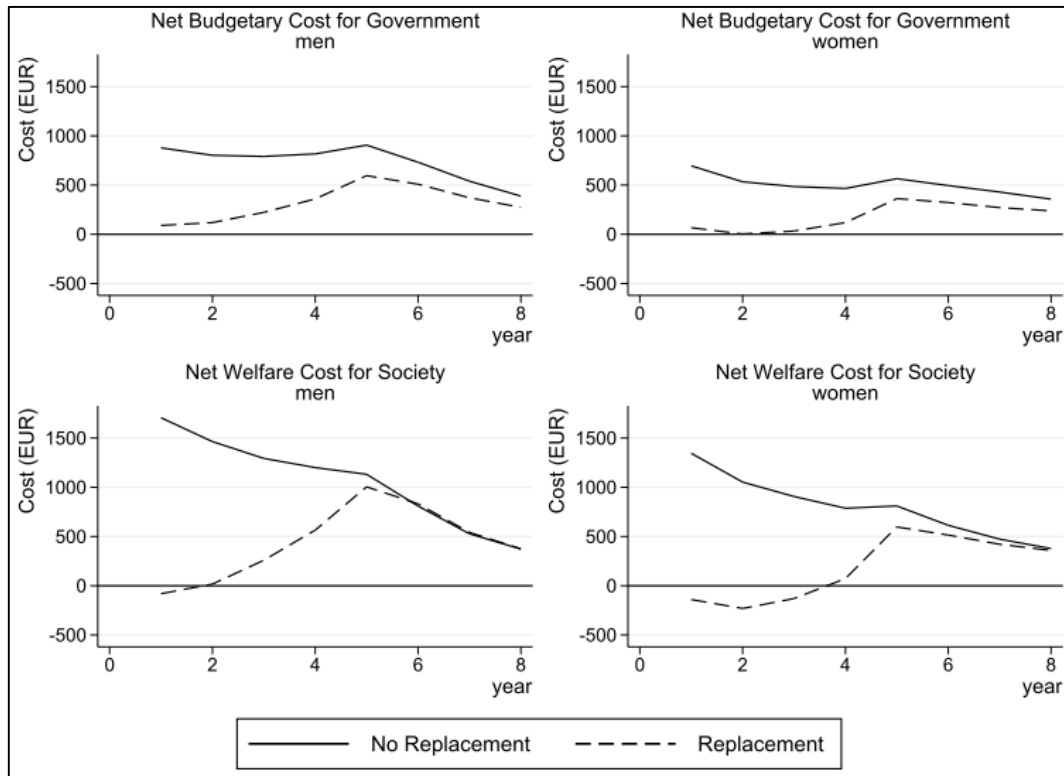 Net Budgetary Cost for Government
men
Cost (EUR)
1500
1000
500
0
-500
0 2 4 6 8
year
Net Budgetary Cost for Government
women
Cost (EUR)
1500
1000
500
0
-500
0 2 4 6 8
year
Net Welfare Cost for Society
men
Cost (EUR)
1500
1000
500
0
-500
0 2 4 6 8
year
Net Welfare Cost for Society
women
Cost (EUR)
1500
1000
500
0
-500
0 2 4 6 8
year
No Replacement Replacement